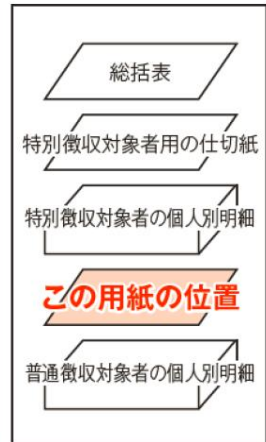 総括表
特別徴収対象者用の仕切紙
特別徴収対象者の個人別明細
この用紙の位置
普通徴収対象者の個人別明細